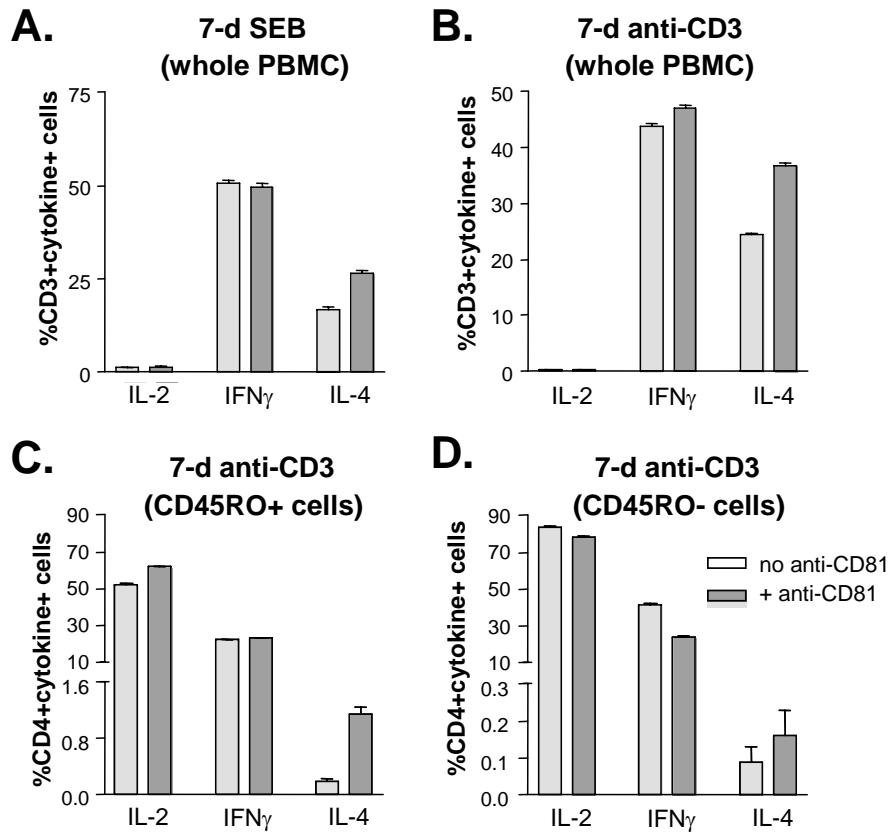 A.
7-d SEB
(whole PBMC)
%CD3+cytokine+ cells
75
50
25
0
IL-2
IFNγ
IL-4
B.
7-d anti-CD3
(whole PBMC)
%CD3+cytokine+ cells
50
40
30
20
10
0
IL-2
IFNγ
IL-4
C.
7-d anti-CD3
(CD45RO+ cells)
%CD4+cytokine+ cells
90
70
50
30
10
1.6
0.8
0.0
IL-2
IFNγ
IL-4
D.
7-d anti-CD3
(CD45RO- cells)
%CD4+cytokine+ cells
90
70
50
30
10
0.3
0.2
0.1
0.0
no anti-CD81
+ anti-CD81
IL-2
IFNγ
IL-4